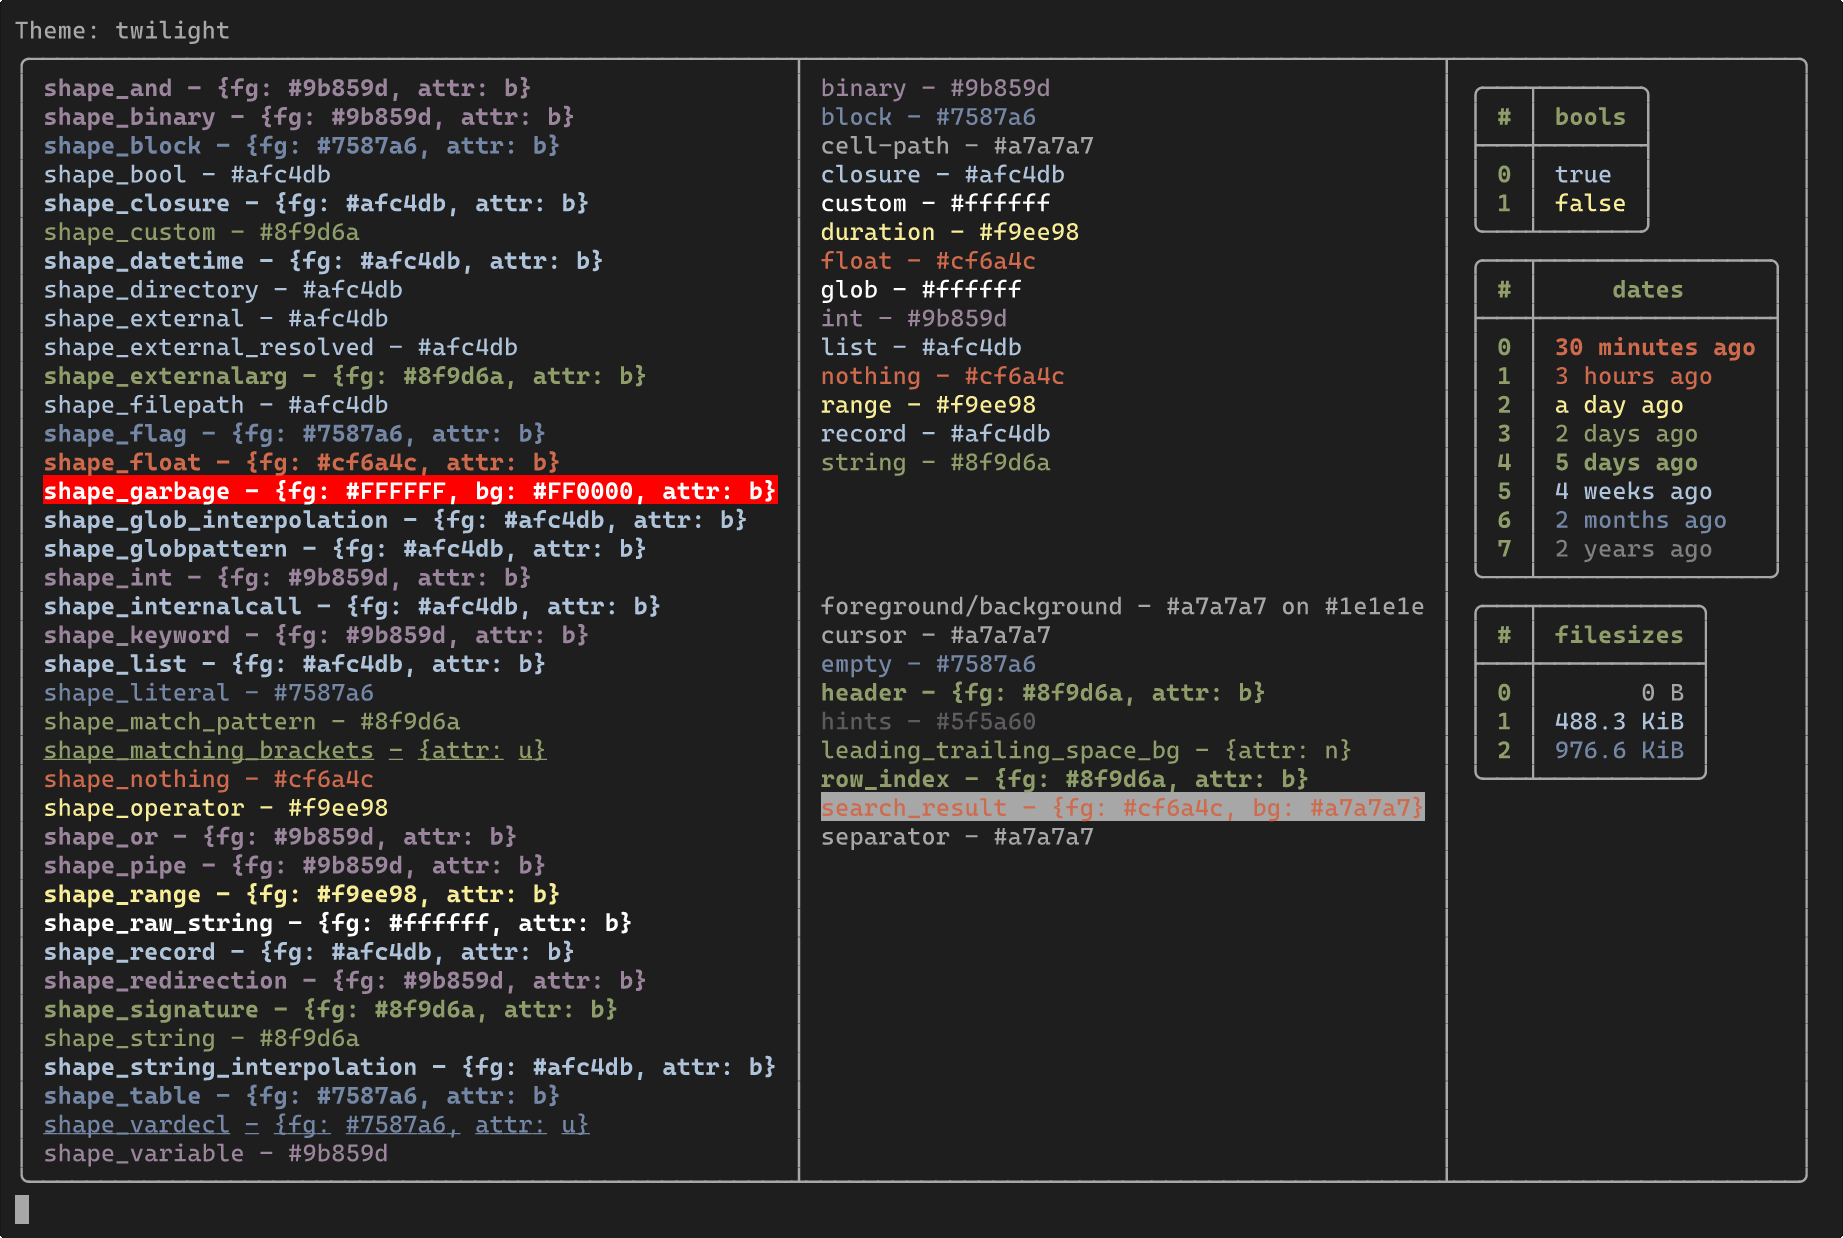 Theme: twilight
shape_and - {fg: #9b859d, attr: b}
shape_binary - {fg: #9b859d, attr: b}
shape_block - {fg: #7587a6, attr: b}
shape_bool - #afc4db
shape_closure - {fg: #afc4db, attr: b}
shape_custom - #8f9d6a
shape_datetime - {fg: #afc4db, attr: b}
shape_directory - #afc4db
shape_external - #afc4db
shape_external_resolved - #afc4db
shape_externalarg - {fg: #8f9d6a, attr: b}
shape_filepath - #afc4db
shape_flag - {fg: #7587a6, attr: b}
shape_float - {fg: #cf6a4c, attr: b}
shape_garbage - {fg: #FFFFFF, bg: #FF0000, attr: b}
shape_glob_interpolation - {fg: #afc4db, attr: b}
shape_globpattern - {fg: #afc4db, attr: b}
shape_int - {fg: #9b859d, attr: b}
shape_internalcall - {fg: #afc4db, attr: b}
shape_keyword - {fg: #9b859d, attr: b}
shape_list - {fg: #afc4db, attr: b}
shape_literal - #7587a6
shape_match_pattern - #8f9d6a
shape_matching_brackets - {attr: u}
shape_nothing - #cf6a4c
shape_operator - #f9ee98
shape_or - {fg: #9b859d, attr: b}
shape_pipe - {fg: #9b859d, attr: b}
shape_range - {fg: #f9ee98, attr: b}
shape_raw_string - {fg: #ffffff, attr: b}
shape_record - {fg: #afc4db, attr: b}
shape_redirection - {fg: #9b859d, attr: b}
shape_signature - {fg: #8f9d6a, attr: b}
shape_string - #8f9d6a
shape_string_interpolation - {fg: #afc4db, attr: b}
shape_table - {fg: #7587a6, attr: b}
shape_vardecl - {fg: #7587a6, attr: u}
shape_variable - #9b859d
binary - #9b859d
block - #7587a6
cell-path - #a7a7a7
closure - #afc4db
custom - #ffffff
duration - #f9ee98
float - #cf6a4c
glob - #ffffff
int - #9b859d
list - #afc4db
nothing - #cf6a4c
range - #f9ee98
record - #afc4db
string - #8f9d6a
foreground/background - #a7a7a7 on #1e1e1e
cursor - #a7a7a7
empty - #7587a6
header - {fg: #8f9d6a, attr: b}
hints - #5f5a60
leading_trailing_space_bg - {attr: n}
row_index - {fg: #8f9d6a, attr: b}
search_result - {fg: #cf6a4c, bg: #a7a7a7}
separator - #a7a7a7
# bools
0 true
1 false
# dates
0 30 minutes ago
1 3 hours ago
2 a day ago
3 2 days ago
4 5 days ago
5 4 weeks ago
6 2 months ago
7 2 years ago
# filesizes
0 0 B
1 488.3 KiB
2 976.6 KiB